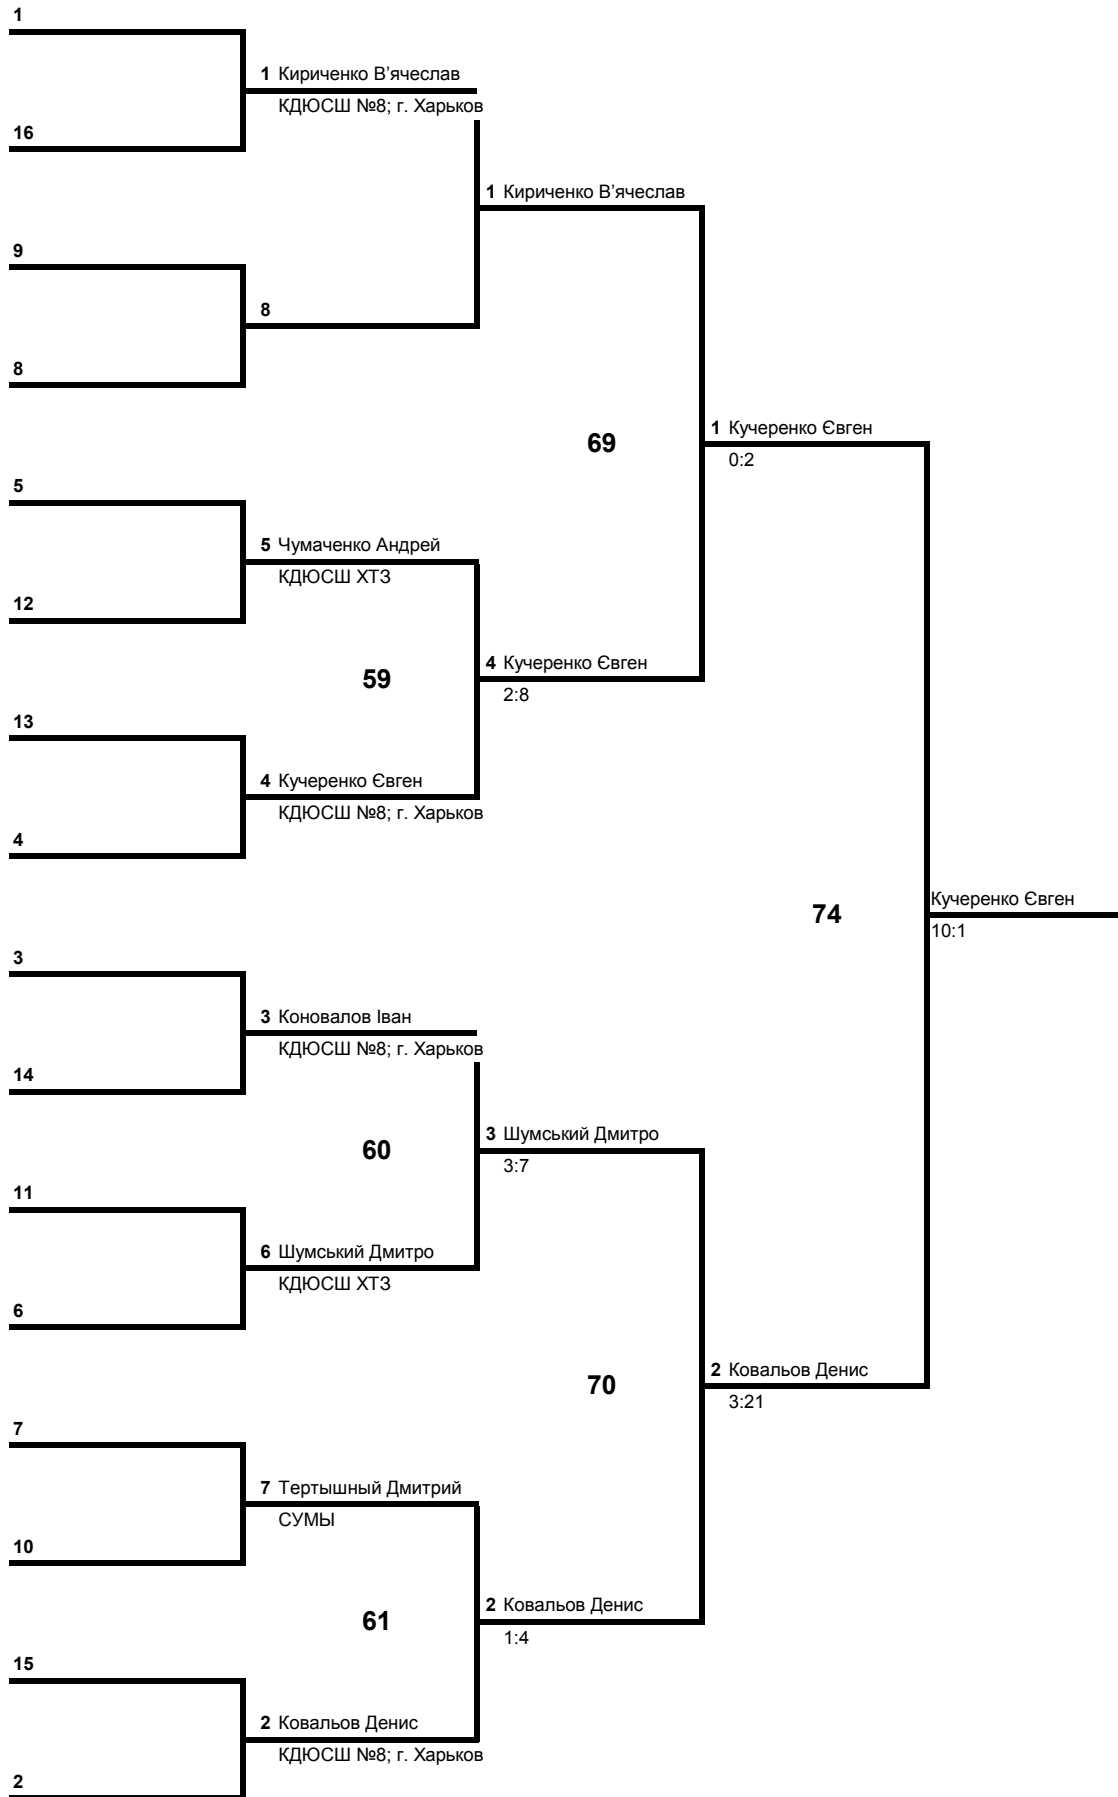 1
1 Кириченко В'ячеслав
КДЮСШ №8; г. Харьков
16
1 Кириченко В'ячеслав
9
8
8
69
1 Кучеренко Євген
0:2
5
5 Чумаченко Андрей
КДЮСШ ХТЗ
12
59
4 Кучеренко Євген
2:8
13
4 Кучеренко Євген
КДЮСШ №8; г. Харьков
4
74
Кучеренко Євген
10:1
3
3 Коновалов Іван
КДЮСШ №8; г. Харьков
14
60
3 Шумський Дмитро
3:7
11
6 Шумський Дмитро
КДЮСШ ХТЗ
6
70
2 Ковальов Денис
3:21
7
7 Тертышный Дмитрий
СУМЫ
10
61
2 Ковальов Денис
1:4
15
2 Ковальов Денис
КДЮСШ №8; г. Харьков
2